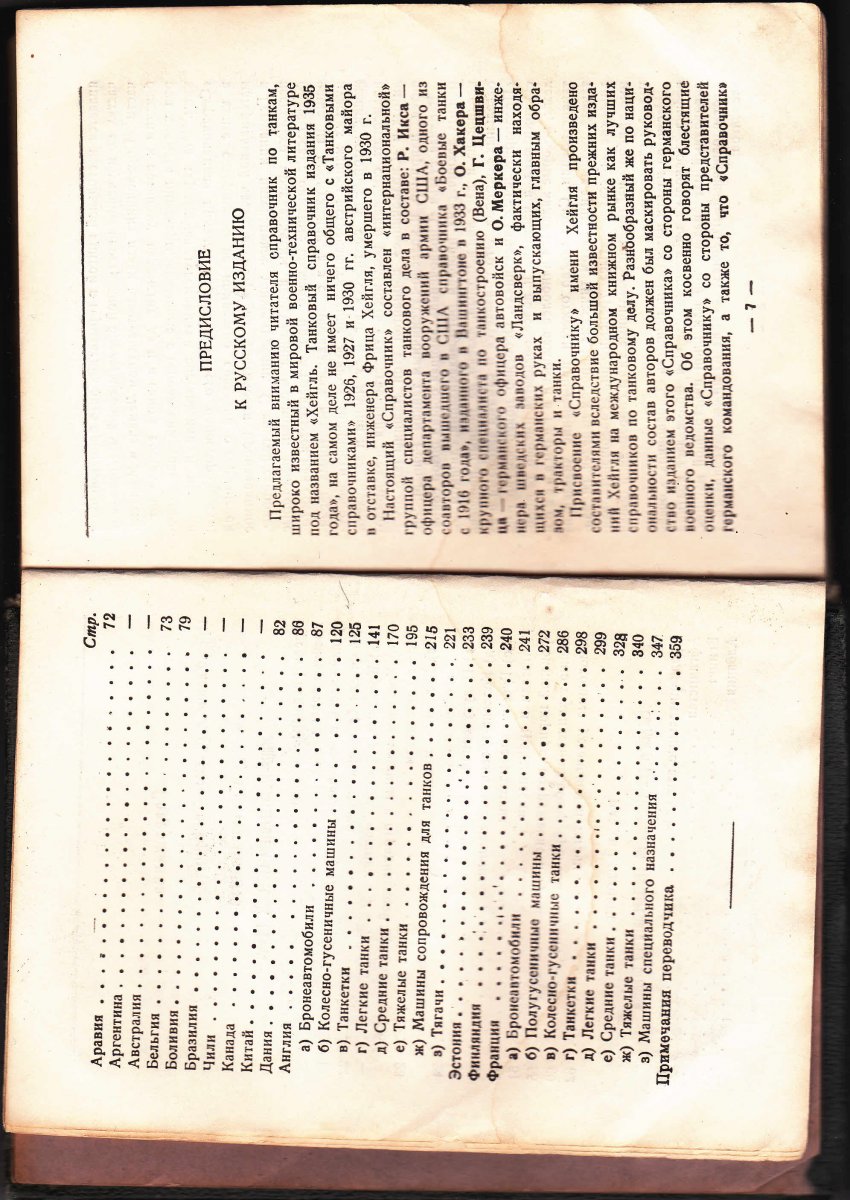 Стр.
Аравия . . . . . 72
Аргентина . . . . . —
Австралия . . . . . —
Бельгия . . . . . 73
Боливия . . . . . 79
Бразилия . . . . . —
Чили . . . . . —
Канада . . . . . —
Китай . . . . . —
Дания . . . . . 82
Англия . . . . . 86
а) Бронеавтомобили . . . . . 87
б) Колесно-гусеничные машины . . . . . 120
в) Танкетки . . . . . 125
г) Легкие танки . . . . . 141
д) Средние танки . . . . . 170
е) Тяжелые танки . . . . . 195
ж) Машины сопровождения для танков . . . . . 215
з) Тягачи . . . . . 221
Эстония . . . . . 233
Финляндия . . . . . 239
Франция . . . . . 240
а) Бронеавтомобили . . . . . 241
б) Полугусеничные машины . . . . . 272
в) Колесно-гусеничные танки . . . . . 286
г) Танкетки . . . . . 298
д) Легкие танки . . . . . 299
е) Средние танки . . . . . 328
ж) Тяжелые танки . . . . . 340
з) Машины специального назначения . . . . . 347
Примечания переводчика . . . . . 359
ПРЕДИСЛОВИЕ
К РУССКОМУ ИЗДАНИЮ
Предлагаемый вниманию читателя справочник по танкам,
широко известный в мировой военно-технической литературе
под названием «Хейгль. Танковый справочник издания 1935
года», на самом деле не имеет ничего общего с «Танковыми
справочниками» 1926, 1927 и 1930 гг. австрийского майора
в отставке, инженера Фрица Хейгля, умершего в 1930 г.
Настоящий «Справочник» составлен «интернациональной»
группой специалистов танкового дела в составе: Р. Икса —
офицера департамента вооружений армии США, одного из
соавторов вышедшего в США справочника «Боевые танки
с 1916 года», изданного в Вашингтоне в 1933 г., О. Хакера —
крупного специалиста по танкостроению (Вена), Г. Цецшви-
ца — германского офицера автовойск и О. Меркера — инже-
нера шведских заводов «Ландсверк», фактически находя-
щихся в германских руках и выпускающих, главным обра-
зом, тракторы и танки.
Присвоение «Справочнику» имени Хейгля произведено
составителями вследствие большой известности прежних изда-
ний Хейгля на международном книжном рынке как лучших
справочников по танковому делу. Разнообразный же по наци-
ональности состав авторов должен был маскировать руковод-
ство изданием этого «Справочника» со стороны германского
военного ведомства. Об этом косвенно говорят блестящие
оценки, данные «Справочнику» со стороны представителей
германского командования, а также то, что «Справочник»
— 7 —